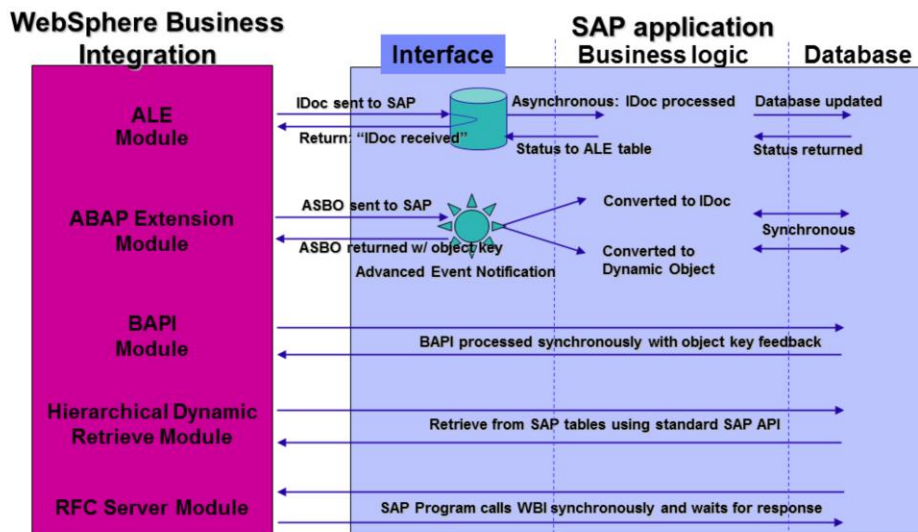 WebSphere Business
Integration
SAP application
Interface
Business logic
Database
ALE
Module
IDoc sent to SAP
Return: “IDoc received”
Asynchronous: IDoc processed
Status to ALE table
Database updated
Status returned
ABAP Extension
Module
ASBO sent to SAP
ASBO returned w/ object key
Advanced Event Notification
Converted to IDoc
Converted to
Dynamic Object
Synchronous
BAPI
Module
BAPI processed synchronously with object key feedback
Hierarchical Dynamic
Retrieve Module
Retrieve from SAP tables using standard SAP API
RFC Server Module
SAP Program calls WBI synchronously and waits for response